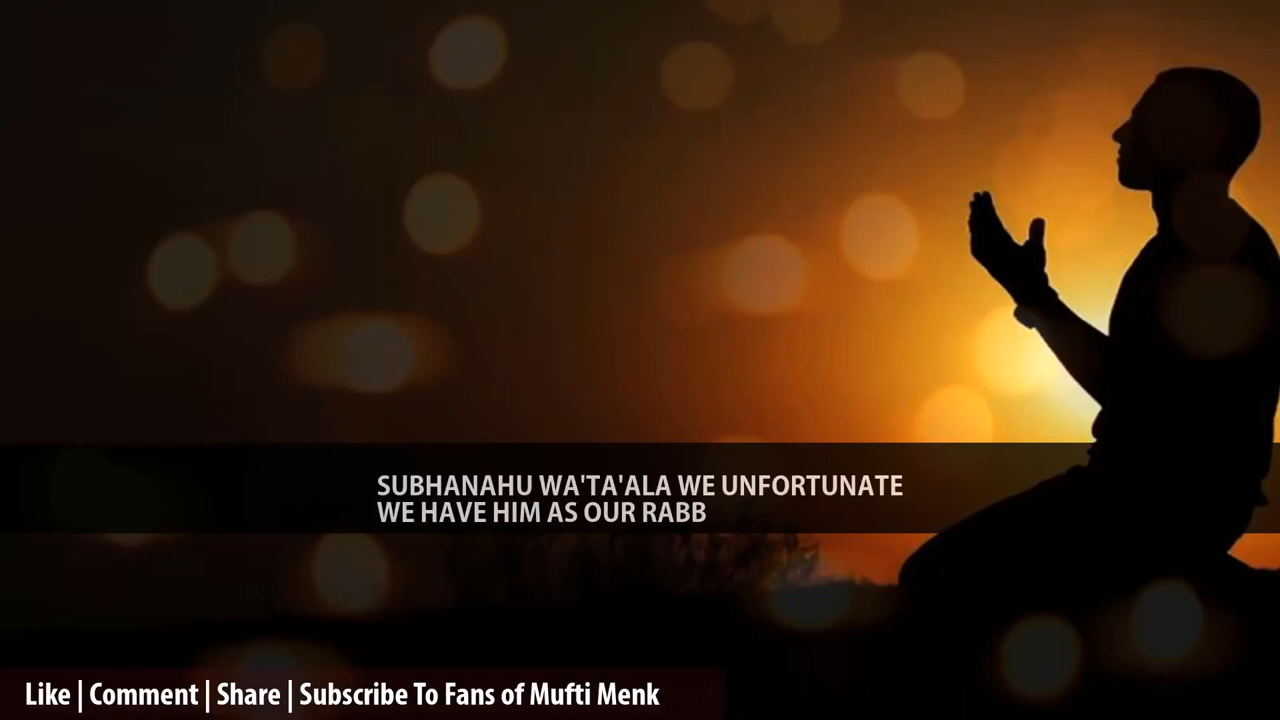 SUBHANAHU WA'TA'ALA WE UNFORTUNATE
WE HAVE HIM AS OUR RABB
Like | Comment | Share | Subscribe To Fans of Mufti Menk